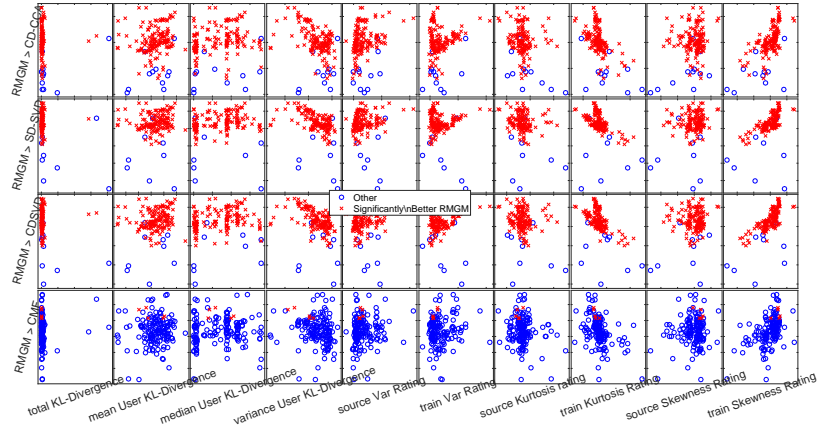 RMGM > CD-CCA
RMGM > SD-SVD
RMGM > CDSVD
RMGM > CMF
Other
Significantly\nBetter RMGM
total KL-Divergence
mean User KL-Divergence
median User KL-Divergence
variance User KL-Divergence
source Var Rating
train Var Rating
source Kurtosis rating
train Kurtosis Rating
source Skewness Rating
train Skewness Rating